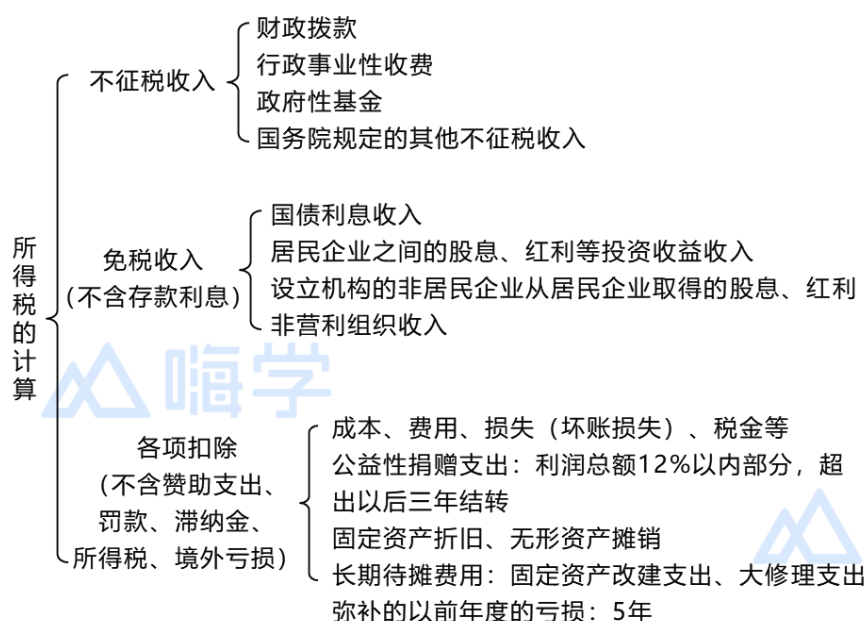 所得税的计算
不征税收入
财政拨款
行政事业性收费
政府性基金
国务院规定的其他不征税收入
免税收入
（不含存款利息）
国债利息收入
居民企业之间的股息、红利等投资收益收入
设立机构的非居民企业从居民企业取得的股息、红利
非营利组织收入
嗨学
各项扣除
（不含赞助支出、
罚款、滞纳金、
所得税、境外亏损）
成本、费用、损失（坏账损失）、税金等
公益性捐赠支出：利润总额12%以内部分，超
出以后三年结转
固定资产折旧、无形资产摊销
长期待摊费用：固定资产改建支出、大修理支出
弥补的以前年度的亏损：5年